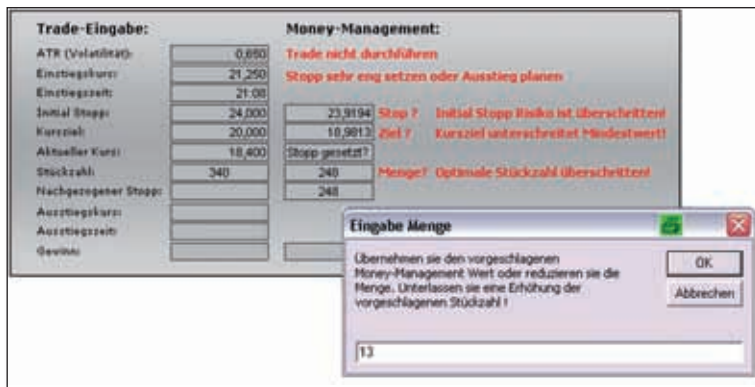 Trade-Eingabe: Money-Management:
ATR (Volatilität): 0,650 Trade nicht durchführen
Einstiegskurs: 21,250 Stopp sehr eng setzen oder Ausstieg planen
Einstiegszeit: 21:08
Initial Stopp: 24,000 23,9194 Stop ? Initial Stopp Risiko ist überschritten!
Kursziel: 20,000 18,9813 Ziel ? Kursziel unterschreitet Mindestwert!
Aktueller Kurs: 18,400 Stopp gesetzt?
Stückzahl: 340 248 Menge? Optimale Stückzahl überschritten!
Nachgezogener Stopp: 248
Ausstiegskurs:
Ausstiegszeit:
Gewinn:
Eingabe Menge
Übernehmen sie den vorgeschlagenen
Money-Management Wert oder reduzieren sie die
Menge. Unterlassen sie eine Erhöhung der
vorgeschlagenen Stückzahl !
OK
Abbrechen
13